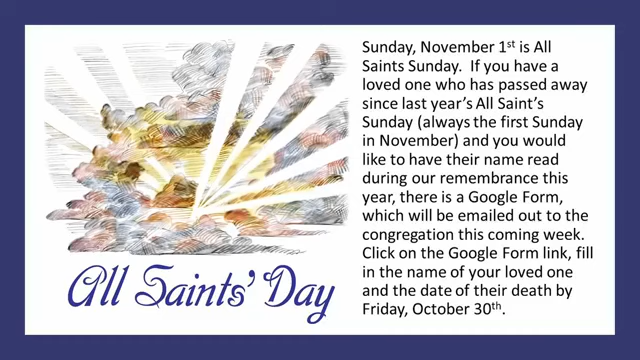 All Saints' Day
Sunday, November 1st is All
Saints Sunday.  If you have a
loved one who has passed away
since last year's All Saint's
Sunday (always the first Sunday
in November) and you would
like to have their name read
during our remembrance this
year, there is a Google Form,
which will be emailed out to the
congregation this coming week.
Click on the Google Form link, fill
in the name of your loved one
and the date of their death by
Friday, October 30th.